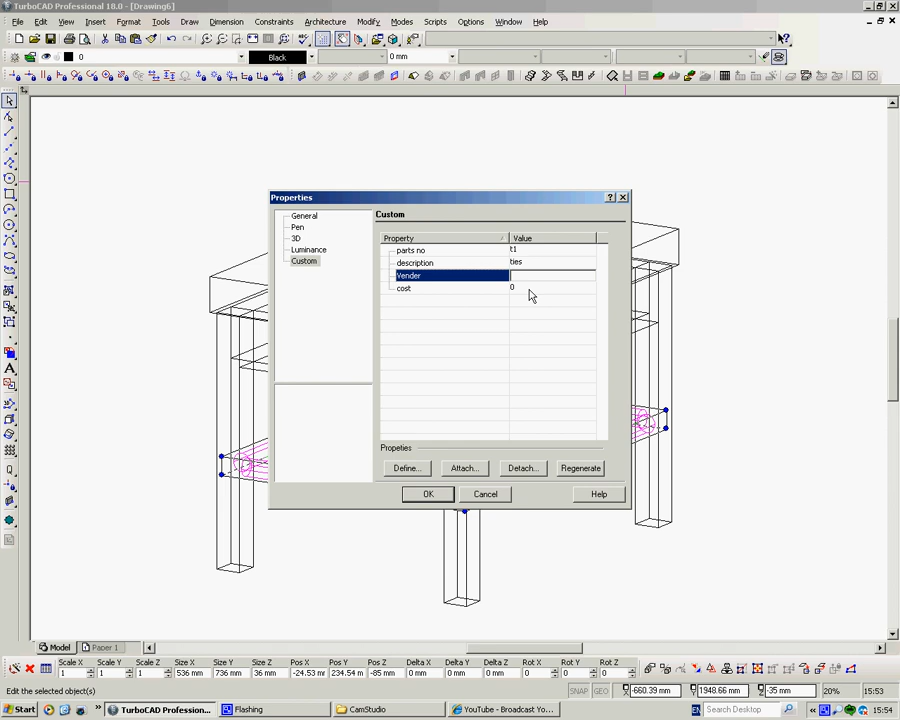 TurboCAD Professional 18.0 - [Drawing6]
File Edit View Insert Format Tools Draw Dimension Constraints Architecture Modify Modes Scripts Options Window Help
0 Black 0 mm
Properties
General
Pen
3D
Luminance
Custom
Custom
Property Value
parts no t1
description ties
Vender
cost 0
Propeties
Define... Attach... Detach... Regenerate
OK Cancel Help
Model Paper 1
Scale X Scale Y Scale Z Size X Size Y Size Z Pos X Pos Y Pos Z Delta X Delta Y Delta Z Rot X Rot Y Rot Z
1 1 1 536 mm 736 mm 36 mm -24.53 m 234.54 m -85 mm 0 mm 0 mm 0 mm 0 0 0
Edit the selected object(s) SNAP GEO -660.39 mm 1948.66 mm -35 mm 20% 15:53
Start TurboCAD Professional... Flashing CamStudio YouTube - Broadcast Yo... EN Search Desktop 15:54